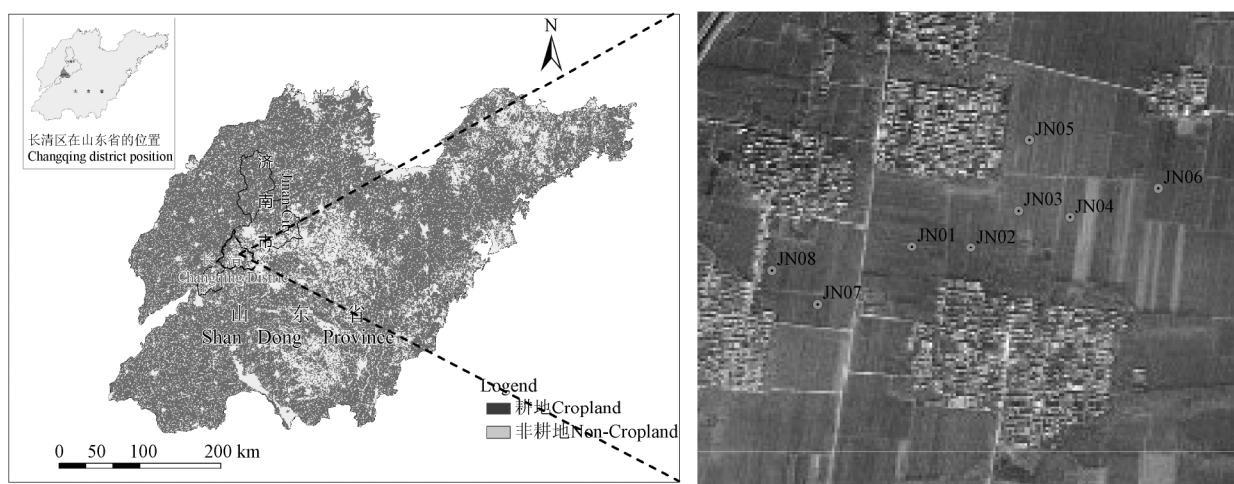 N
长清区在山东省的位置
Changqing district position
济南市
Jinan City
Changqing District
山东省
Shan Dong Province
Legend
耕地Cropland
非耕地Non-Cropland
0 50 100 200 km
JN05
JN06
JN03
JN04
JN01
JN02
JN08
JN07